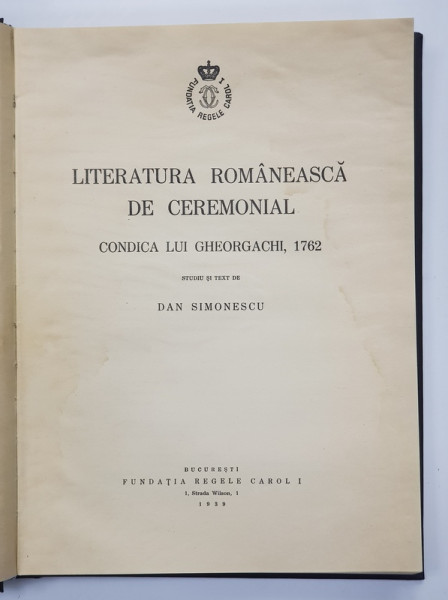 FUNDAȚIA REGELE CAROL I
LITERATURA ROMÂNEASCĂ
DE CEREMONIAL
CONDICA LUI GHEORGACHI, 1762
STUDIU ȘI TEXT DE
DAN SIMONESCU
BUCUREȘTI
FUNDAȚIA REGELE CAROL I
1, Strada Wilson, 1
1939